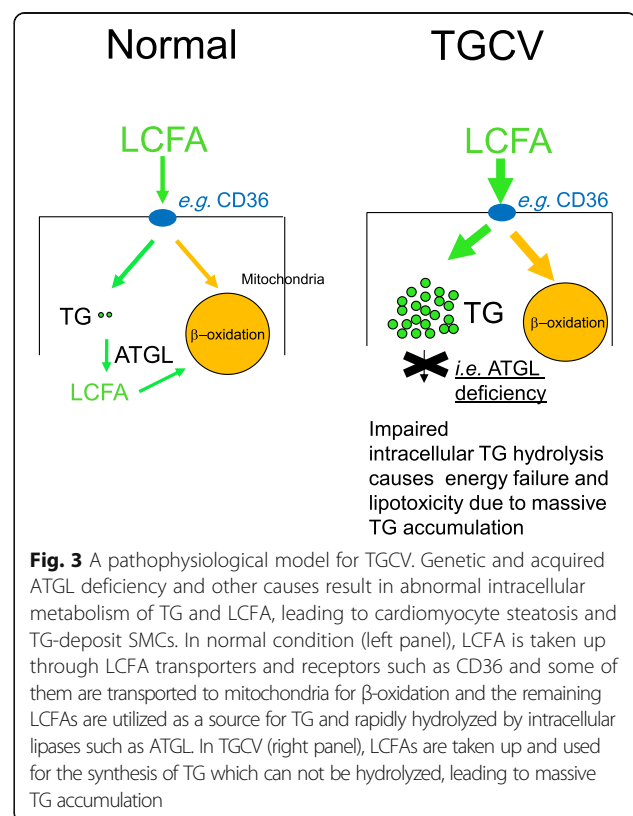 Normal
TGCV
LCFA
e.g. CD36
Mitochondria
TG
β–oxidation
ATGL
LCFA
LCFA
e.g. CD36
TG
β–oxidation
i.e. ATGL
deficiency
Impaired
intracellular TG hydrolysis
causes energy failure and
lipotoxicity due to massive
TG accumulation
Fig. 3 A pathophysiological model for TGCV. Genetic and acquired
ATGL deficiency and other causes result in abnormal intracellular
metabolism of TG and LCFA, leading to cardiomyocyte steatosis and
TG-deposit SMCs. In normal condition (left panel), LCFA is taken up
through LCFA transporters and receptors such as CD36 and some of
them are transported to mitochondria for β-oxidation and the remaining
LCFAs are utilized as a source for TG and rapidly hydrolyzed by intracellular
lipases such as ATGL. In TGCV (right panel), LCFAs are taken up and used
for the synthesis of TG which can not be hydrolyzed, leading to massive
TG accumulation